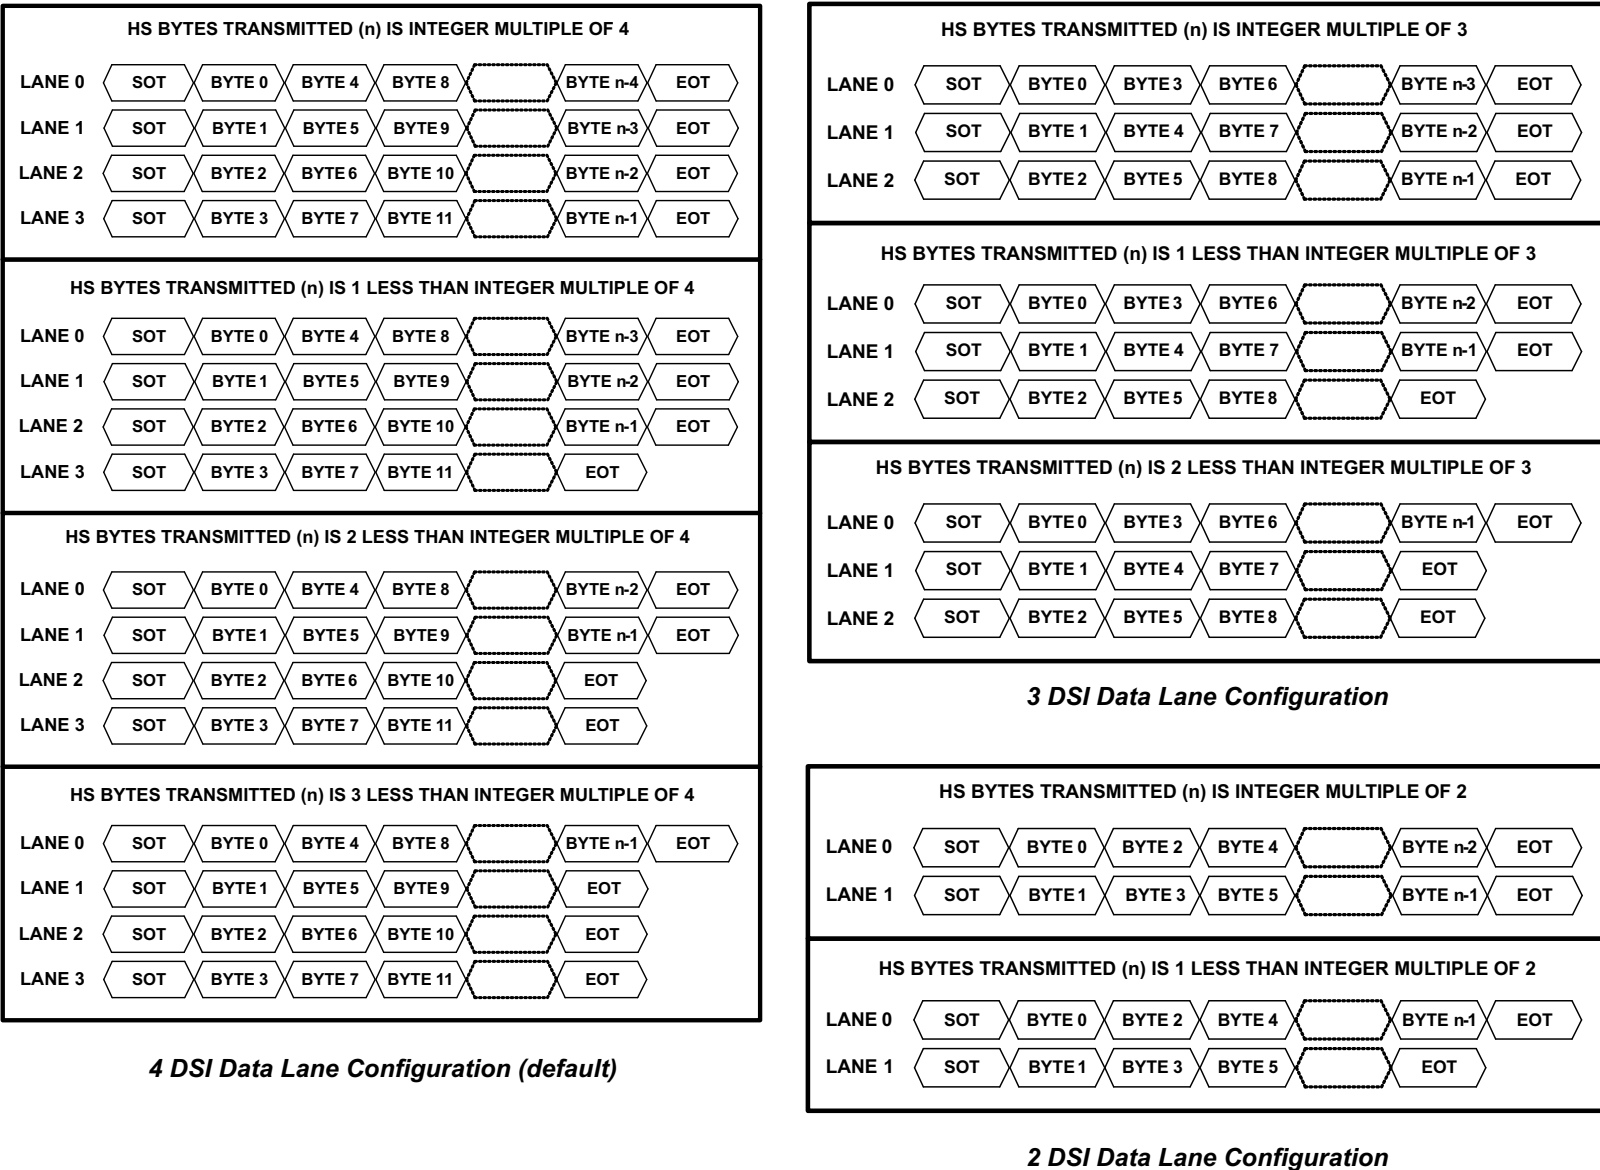 HS BYTES TRANSMITTED (n) IS INTEGER MULTIPLE OF 4
LANE 0 SOT BYTE 0 BYTE 4 BYTE 8 BYTE n-4 EOT
LANE 1 SOT BYTE 1 BYTE 5 BYTE 9 BYTE n-3 EOT
LANE 2 SOT BYTE 2 BYTE 6 BYTE 10 BYTE n-2 EOT
LANE 3 SOT BYTE 3 BYTE 7 BYTE 11 BYTE n-1 EOT
HS BYTES TRANSMITTED (n) IS 1 LESS THAN INTEGER MULTIPLE OF 4
LANE 0 SOT BYTE 0 BYTE 4 BYTE 8 BYTE n-3 EOT
LANE 1 SOT BYTE 1 BYTE 5 BYTE 9 BYTE n-2 EOT
LANE 2 SOT BYTE 2 BYTE 6 BYTE 10 BYTE n-1 EOT
LANE 3 SOT BYTE 3 BYTE 7 BYTE 11 EOT
HS BYTES TRANSMITTED (n) IS 2 LESS THAN INTEGER MULTIPLE OF 4
LANE 0 SOT BYTE 0 BYTE 4 BYTE 8 BYTE n-2 EOT
LANE 1 SOT BYTE 1 BYTE 5 BYTE 9 BYTE n-1 EOT
LANE 2 SOT BYTE 2 BYTE 6 BYTE 10 EOT
LANE 3 SOT BYTE 3 BYTE 7 BYTE 11 EOT
HS BYTES TRANSMITTED (n) IS 3 LESS THAN INTEGER MULTIPLE OF 4
LANE 0 SOT BYTE 0 BYTE 4 BYTE 8 BYTE n-1 EOT
LANE 1 SOT BYTE 1 BYTE 5 BYTE 9 EOT
LANE 2 SOT BYTE 2 BYTE 6 BYTE 10 EOT
LANE 3 SOT BYTE 3 BYTE 7 BYTE 11 EOT
4 DSI Data Lane Configuration (default)
HS BYTES TRANSMITTED (n) IS INTEGER MULTIPLE OF 3
LANE 0 SOT BYTE 0 BYTE 3 BYTE 6 BYTE n-3 EOT
LANE 1 SOT BYTE 1 BYTE 4 BYTE 7 BYTE n-2 EOT
LANE 2 SOT BYTE 2 BYTE 5 BYTE 8 BYTE n-1 EOT
HS BYTES TRANSMITTED (n) IS 1 LESS THAN INTEGER MULTIPLE OF 3
LANE 0 SOT BYTE 0 BYTE 3 BYTE 6 BYTE n-2 EOT
LANE 1 SOT BYTE 1 BYTE 4 BYTE 7 BYTE n-1 EOT
LANE 2 SOT BYTE 2 BYTE 5 BYTE 8 EOT
HS BYTES TRANSMITTED (n) IS 2 LESS THAN INTEGER MULTIPLE OF 3
LANE 0 SOT BYTE 0 BYTE 3 BYTE 6 BYTE n-1 EOT
LANE 1 SOT BYTE 1 BYTE 4 BYTE 7 EOT
LANE 2 SOT BYTE 2 BYTE 5 BYTE 8 EOT
3 DSI Data Lane Configuration
HS BYTES TRANSMITTED (n) IS INTEGER MULTIPLE OF 2
LANE 0 SOT BYTE 0 BYTE 2 BYTE 4 BYTE n-2 EOT
LANE 1 SOT BYTE 1 BYTE 3 BYTE 5 BYTE n-1 EOT
HS BYTES TRANSMITTED (n) IS 1 LESS THAN INTEGER MULTIPLE OF 2
LANE 0 SOT BYTE 0 BYTE 2 BYTE 4 BYTE n-1 EOT
LANE 1 SOT BYTE 1 BYTE 3 BYTE 5 EOT
2 DSI Data Lane Configuration